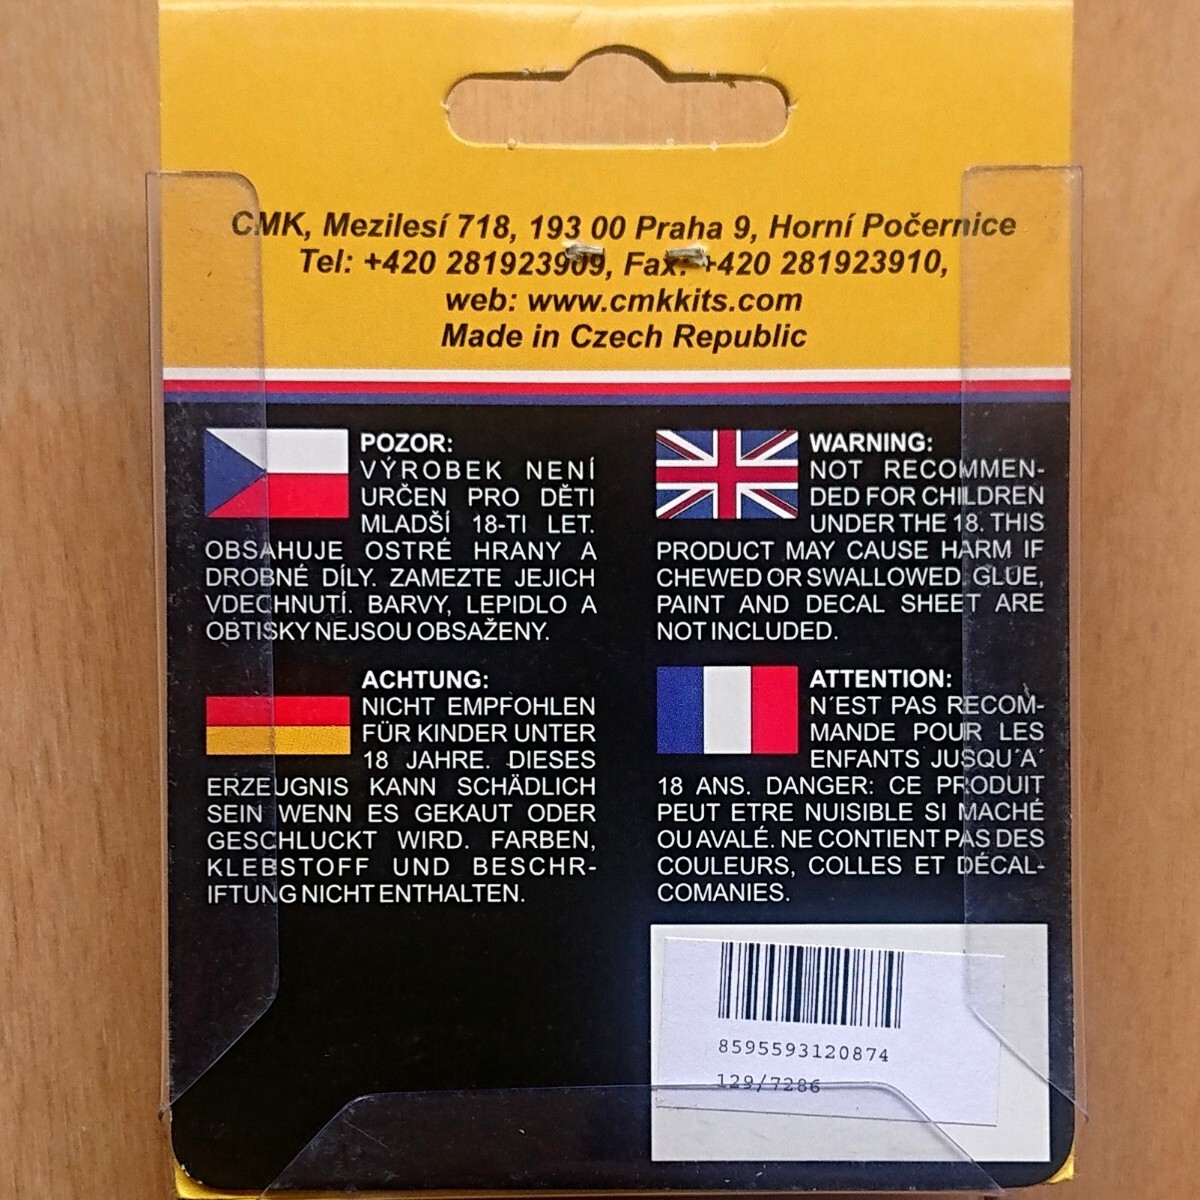 CMK, Mezilesí 718, 193 00 Praha 9, Horní Počernice
Tel: +420 281923909, Fax: +420 281923910,
web: www.cmkkits.com
Made in Czech Republic
POZOR:
VÝROBEK NENÍ
URČEN PRO DĚTI
MLADŠÍ 18-TI LET.
OBSAHUJE OSTRÉ HRANY A
DROBNÉ DÍLY. ZAMEZTE JEJICH
VDECHNUTÍ. BARVY, LEPIDLO A
OBTISKY NEJSOU OBSAŽENY.
WARNING:
NOT RECOMMEN-
DED FOR CHILDREN
UNDER THE 18. THIS
PRODUCT MAY CAUSE HARM IF
CHEWED OR SWALLOWED. GLUE,
PAINT AND DECAL SHEET ARE
NOT INCLUDED.
ACHTUNG:
NICHT EMPFOHLEN
FÜR KINDER UNTER
18 JAHRE. DIESES
ERZEUGNIS KANN SCHÄDLICH
SEIN WENN ES GEKAUT ODER
GESCHLUCKT WIRD. FARBEN,
KLEBSTOFF UND BESCHR-
IFTUNG NICHT ENTHALTEN.
ATTENTION:
N´EST PAS RECOM-
MANDE POUR LES
ENFANTS JUSQU´A´
18 ANS. DANGER: CE PRODUIT
PEUT ETRE NUISIBLE SI MACHÉ
OU AVALÉ. NE CONTIENT PAS DES
COULEURS, COLLES ET DÉCAL-
COMANIES.
8595593120874
129/7286